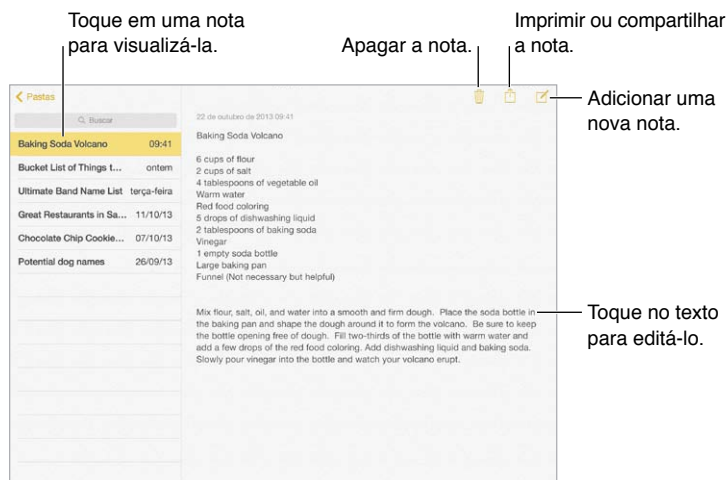 Toque em uma nota
para visualizá-la.
Apagar a nota.
Imprimir ou compartilhar
a nota.
Adicionar uma
nova nota.
Pastas
Buscar
Baking Soda Volcano 09:41
Bucket List of Things t... ontem
Ultimate Band Name List terça-feira
Great Restaurants in Sa... 11/10/13
Chocolate Chip Cookie... 07/10/13
Potential dog names 26/09/13
22 de outubro de 2013 09:41
Baking Soda Volcano
6 cups of flour
2 cups of salt
4 tablespoons of vegetable oil
Warm water
Red food coloring
5 drops of dishwashing liquid
2 tablespoons of baking soda
Vinegar
1 empty soda bottle
Large baking pan
Funnel (Not necessary but helpful)
Mix flour, salt, oil, and water into a smooth and firm dough. Place the soda bottle in
the baking pan and shape the dough around it to form the volcano. Be sure to keep
the bottle opening free of dough. Fill two-thirds of the bottle with warm water and
add a few drops of the red food coloring. Add dishwashing liquid and baking soda.
Slowly pour vinegar into the bottle and watch your volcano erupt.
Toque no texto
para editá-lo.